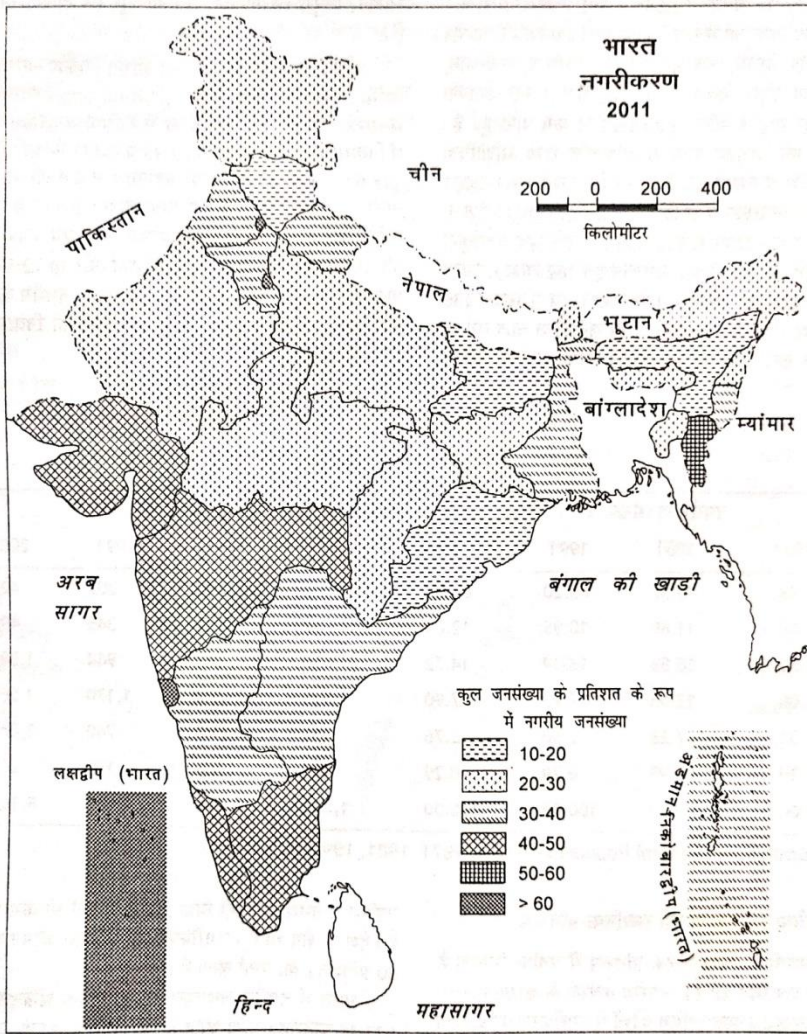 भारत
नगरीकरण
2011
चीन
2000 0 200 400
किलोमीटर
पाकिस्तान
नेपाल
भूटान
बांग्लादेश
म्यांमार
अरब
सागर
बंगाल की खाड़ी
कुल जनसंख्या के प्रतिशत के रूप
में नगरीय जनसंख्या
10-20
20-30
30-40
40-50
50-60
> 60
लक्षद्वीप (भारत)
अंडमान निकोबार द्वीप (भारत)
हिन्द महासागर